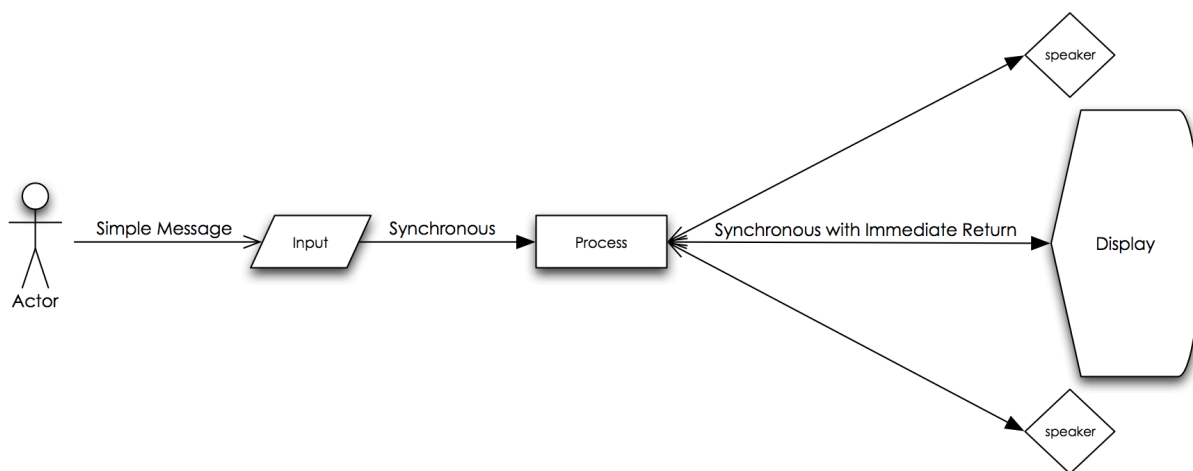 speaker
Simple Message
Input
Synchronous
Process
Synchronous with Immediate Return
Display
Actor
speaker